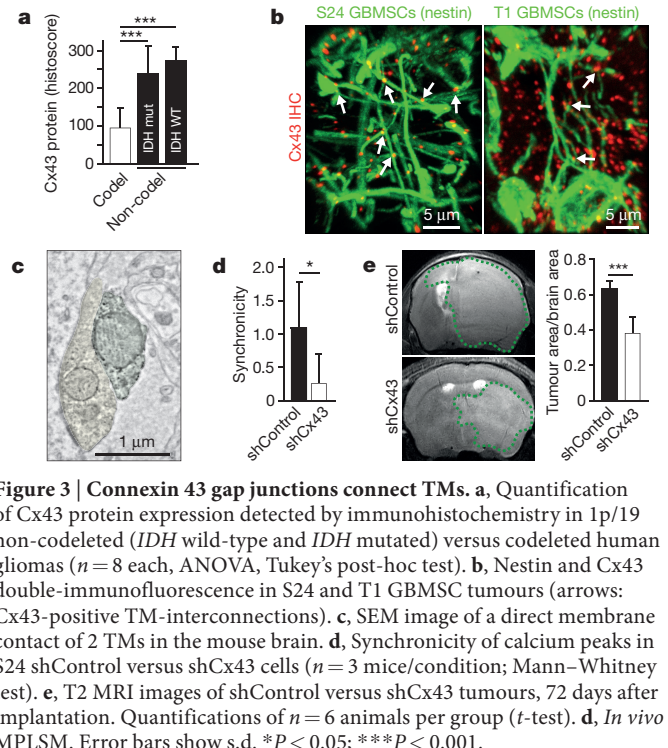 a
***
***
Cx43 protein (histoscore)
300
200
100
0
IDH mut
IDH WT
Codel
Non-codel
b
S24 GBMSCs (nestin)
T1 GBMSCs (nestin)
Cx43 IHC
5 μm
5 μm
c
1 μm
d
Synchronicity
2.0
1.5
1.0
0.5
0
*
shControl
shCx43
e
shControl
shCx43
Tumour area/brain area
0.8
0.6
0.4
0.2
0
***
shControl
shCx43
Figure 3 | Connexin 43 gap junctions connect TMs. a, Quantification
of Cx43 protein expression detected by immunohistochemistry in 1p/19
non-codeleted (IDH wild-type and IDH mutated) versus codeleted human
gliomas (n = 8 each, ANOVA, Tukey's post-hoc test). b, Nestin and Cx43
double-immunofluorescence in S24 and T1 GBMSC tumours (arrows:
Cx43-positive TM-interconnections). c, SEM image of a direct membrane
contact of 2 TMs in the mouse brain. d, Synchronicity of calcium peaks in
S24 shControl versus shCx43 cells (n = 3 mice/condition; Mann–Whitney
test). e, T2 MRI images of shControl versus shCx43 tumours, 72 days after
implantation. Quantifications of n = 6 animals per group (t-test). d, In vivo
MPLSM. Error bars show s.d. *P < 0.05; ***P < 0.001.